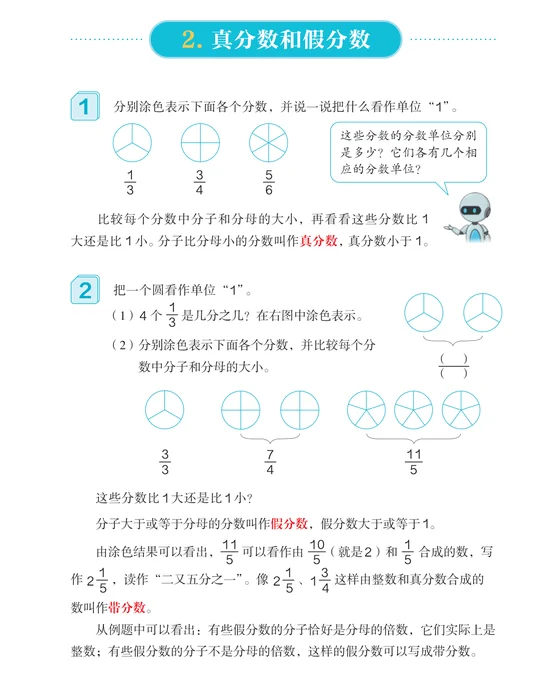 2. 真分数和假分数
1 分别涂色表示下面各个分数，并说一说把什么看作单位“1”。
这些分数的分数单位分别
是多少？它们各有几个相
应的分数单位？
1/3 3/4 5/6
比较每个分数中分子和分母的大小，再看看这些分数比1
大还是比1小。分子比分母小的分数叫作真分数，真分数小于1。
2 把一个圆看作单位“1”。
（1）4个1/3是几分之几？在右图中涂色表示。
( )/( )
（2）分别涂色表示下面各个分数，并比较每个分
数中分子和分母的大小。
3/3 7/4 11/5
这些分数比1大还是比1小？
分子大于或等于分母的分数叫作假分数，假分数大于或等于1。
由涂色结果可以看出，11/5可以看作由10/5（就是2）和1/5合成的数，写
作2 1/5，读作“二又五分之一”。像2 1/5、1 3/4这样由整数和真分数合成的
数叫作带分数。
从例题中可以看出：有些假分数的分子恰好是分母的倍数，它们实际上是
整数；有些假分数的分子不是分母的倍数，这样的假分数可以写成带分数。